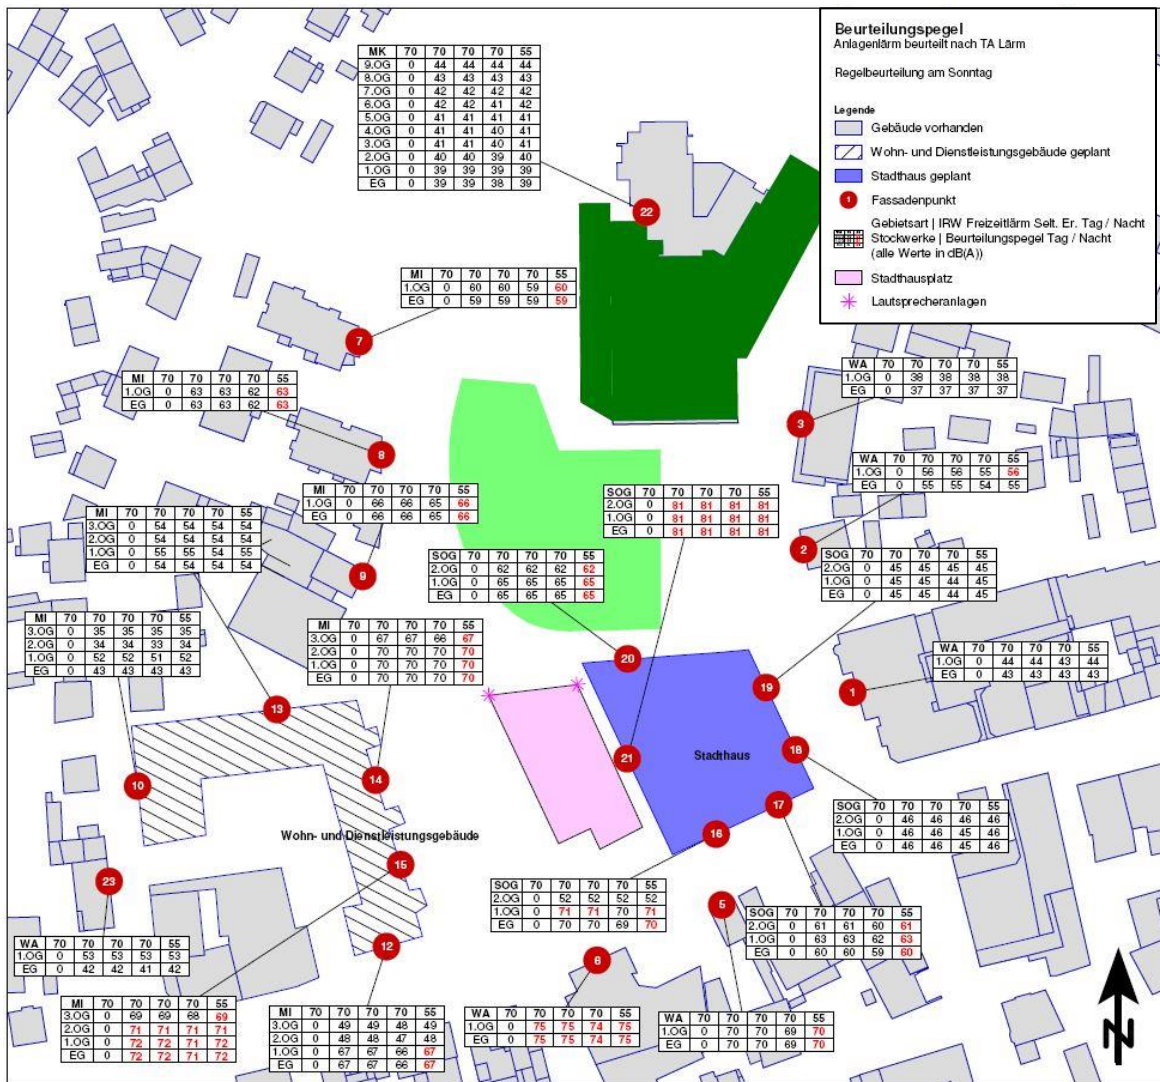 Beurteilungspegel
Anlagenlärm beurteilt nach TA Lärm
Regelbeurteilung am Sonntag
Legende
Gebäude vorhanden
Wohn- und Dienstleistungsgebäude geplant
Stadthaus geplant
1 Fassadenpunkt
Gebietsart | IRW Freizeitlärm Selt. Er. Tag / Nacht
Stockwerke | Beurteilungspegel Tag / Nacht
(alle Werte in dB(A))
Stadthausplatz
Lautsprecheranlagen
MK 70 70 70 70 55
9.OG 0 44 44 44 44
8.OG 0 43 43 43 43
7.OG 0 42 42 42 42
6.OG 0 42 42 41 42
5.OG 0 41 41 41 41
4.OG 0 41 41 40 41
3.OG 0 41 41 40 41
2.OG 0 40 40 39 40
1.OG 0 39 39 39 39
EG 0 39 39 38 39
22
MI 70 70 70 70 55
1.OG 0 60 60 59 60
EG 0 59 59 59 59
7
MI 70 70 70 70 55
1.OG 0 63 63 62 63
EG 0 63 63 62 63
8
WA 70 70 70 70 55
1.OG 0 38 38 38 38
EG 0 37 37 37 37
3
WA 70 70 70 70 55
1.OG 0 56 56 55 56
EG 0 55 55 54 55
2
MI 70 70 70 70 55
1.OG 0 66 66 65 66
EG 0 66 66 65 66
9
SOG 70 70 70 70 55
2.OG 0 81 81 81 81
1.OG 0 81 81 81 81
EG 0 81 81 81 81
21
MI 70 70 70 70 55
3.OG 0 54 54 54 54
2.OG 0 54 54 54 54
1.OG 0 55 55 54 55
EG 0 54 54 54 54
13
SOG 70 70 70 70 55
2.OG 0 62 62 62 62
1.OG 0 65 65 65 65
EG 0 65 65 65 65
20
SOG 70 70 70 70 55
2.OG 0 45 45 45 45
1.OG 0 45 45 44 45
EG 0 45 45 44 45
19
MI 70 70 70 70 55
3.OG 0 35 35 35 35
2.OG 0 34 34 33 34
1.OG 0 52 52 51 52
EG 0 43 43 43 43
10
MI 70 70 70 70 55
3.OG 0 67 67 66 67
2.OG 0 70 70 70 70
1.OG 0 70 70 70 70
EG 0 70 70 70 70
14
WA 70 70 70 70 55
1.OG 0 44 44 43 44
EG 0 43 43 43 43
1
Stadthaus
18
SOG 70 70 70 70 55
2.OG 0 46 46 46 46
1.OG 0 46 46 45 46
EG 0 46 46 45 46
17
16
Wohn- und Dienstleistungsgebäude
15
23
12
5
6
SOG 70 70 70 70 55
2.OG 0 52 52 52 52
1.OG 0 71 71 70 71
EG 0 70 70 69 70
SOG 70 70 70 70 55
2.OG 0 61 61 60 61
1.OG 0 63 63 62 63
EG 0 60 60 59 60
WA 70 70 70 70 55
1.OG 0 53 53 53 53
EG 0 42 42 41 42
MI 70 70 70 70 55
3.OG 0 69 69 68 69
2.OG 0 71 71 71 71
1.OG 0 72 72 71 72
EG 0 72 72 71 72
MI 70 70 70 70 55
3.OG 0 49 49 48 49
2.OG 0 48 48 47 48
1.OG 0 67 67 66 67
EG 0 67 67 66 67
WA 70 70 70 70 55
1.OG 0 75 75 74 75
EG 0 75 75 74 75
WA 70 70 70 70 55
1.OG 0 70 70 69 70
EG 0 70 70 69 70
N